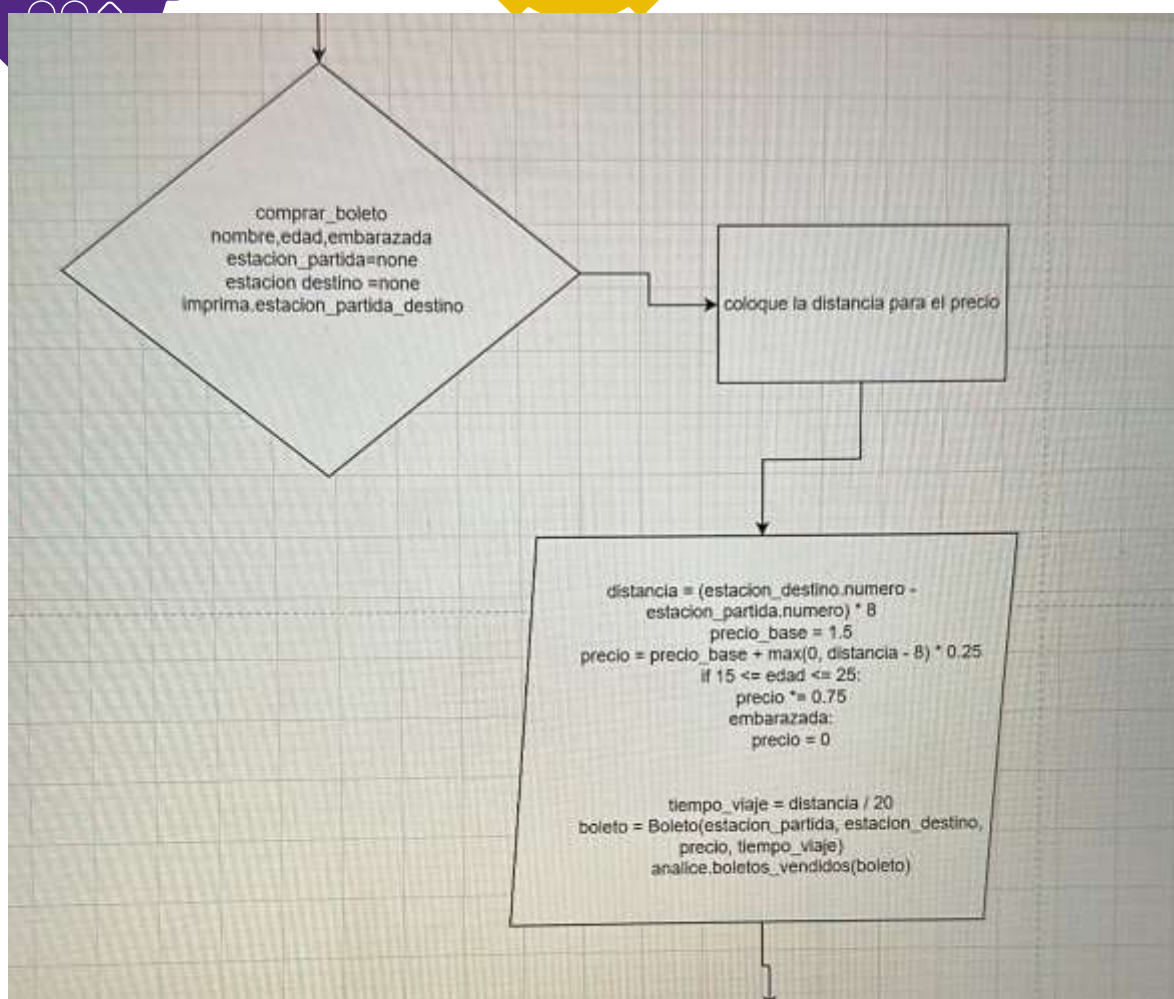 comprar_boleto
nombre,edad,embarazada
estacion_partida=none
estacion destino =none
imprima.estacion_partida_destino
coloque la distancia para el precio
distancia = (estacion_destino.numero -
estacion_partida.numero) * 8
precio_base = 1.5
precio = precio_base + max(0, distancia - 8) * 0.25
if 15 <= edad <= 25:
precio *= 0.75
embarazada:
precio = 0
tiempo_viaje = distancia / 20
boleto = Boleto(estacion_partida, estacion_destino,
precio, tiempo_viaje)
analice.boletos_vendidos(boleto)